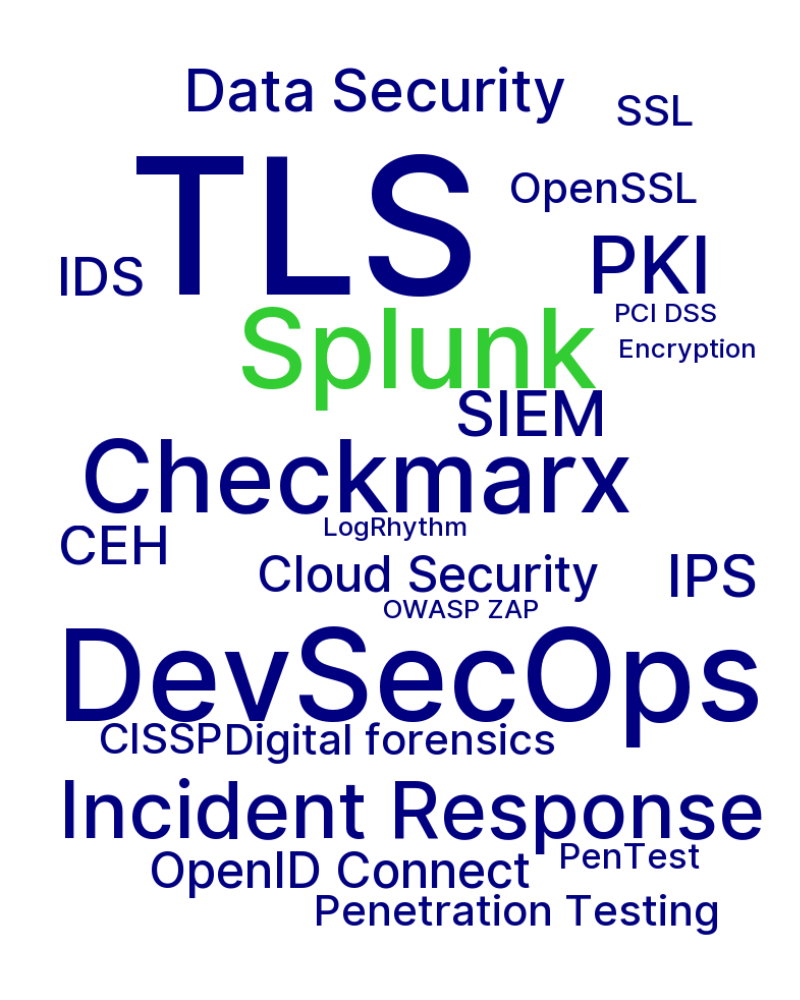 Data Security
SSL
TLS
OpenSSL
IDS
PKI
PCI DSS
Splunk
Encryption
SIEM
Checkmarx
LogRhythm
CEH
Cloud Security
IPS
OWASP ZAP
DevSecOps
CISSP
Digital forensics
Incident Response
OpenID Connect
PenTest
Penetration Testing